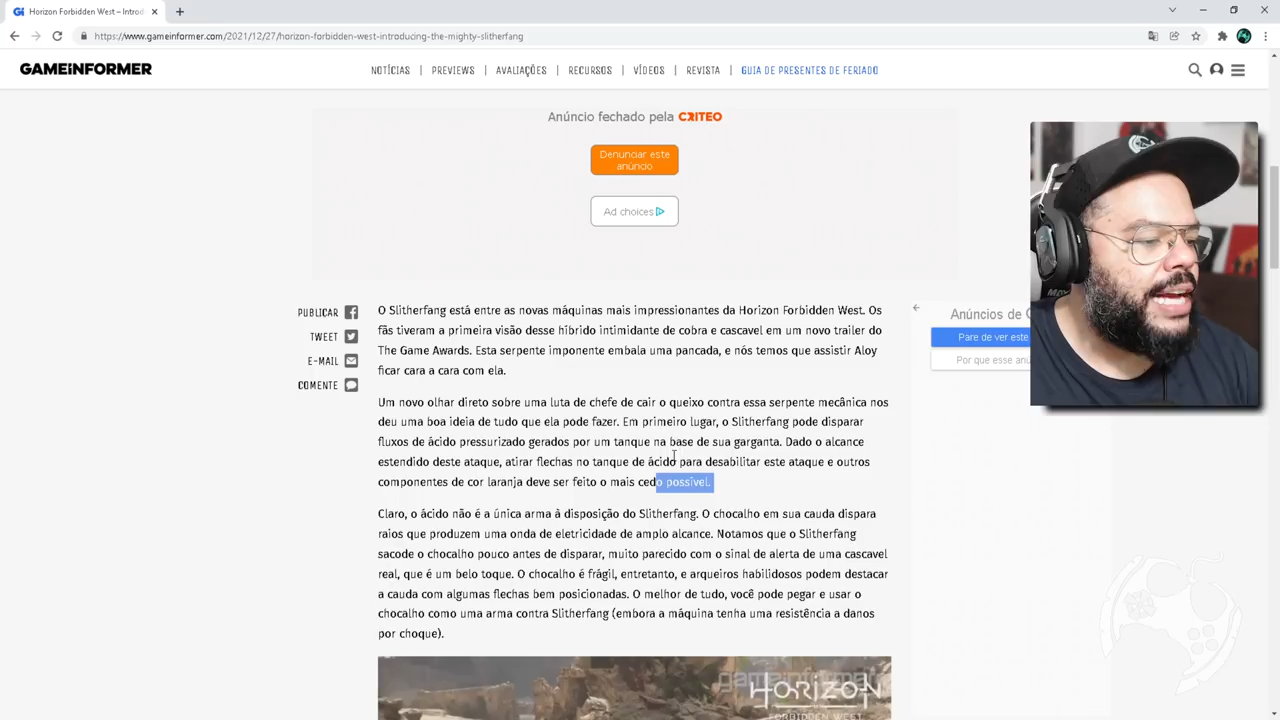 Horizon Forbidden West – Introd
https://www.gameinformer.com/2021/12/27/horizon-forbidden-west-introducing-the-mighty-slitherfang
GAMEINFORMER
NOTÍCIAS | PREVIEWS | AVALIAÇÕES | RECURSOS | VÍDEOS | REVISTA | GUIA DE PRESENTES DE FERIADO
Anúncio fechado pela CRITEO
Denunciar este
anúncio
Ad choices
PUBLICAR
TWEET
E-MAIL
COMENTE
O Slitherfang está entre as novas máquinas mais impressionantes da Horizon Forbidden West. Os
fãs tiveram a primeira visão desse híbrido intimidante de cobra e cascavel em um novo trailer do
The Game Awards. Esta serpente imponente embala uma pancada, e nós temos que assistir Aloy
ficar cara a cara com ela.
Um novo olhar direto sobre uma luta de chefe de cair o queixo contra essa serpente mecânica nos
deu uma boa ideia de tudo que ela pode fazer. Em primeiro lugar, o Slitherfang pode disparar
fluxos de ácido pressurizado gerados por um tanque na base de sua garganta. Dado o alcance
estendido deste ataque, atirar flechas no tanque de ácido para desabilitar este ataque e outros
componentes de cor laranja deve ser feito o mais cedo possível.
Claro, o ácido não é a única arma à disposição do Slitherfang. O chocalho em sua cauda dispara
raios que produzem uma onda de eletricidade de amplo alcance. Notamos que o Slitherfang
sacode o chocalho pouco antes de disparar, muito parecido com o sinal de alerta de uma cascavel
real, que é um belo toque. O chocalho é frágil, entretanto, e arqueiros habilidosos podem destacar
a cauda com algumas flechas bem posicionadas. O melhor de tudo, você pode pegar e usar o
chocalho como uma arma contra Slitherfang (embora a máquina tenha uma resistência a danos
por choque).
Anúncios de
Pare de ver este
Por que esse anú
gameinformer
HORIZON
FORBIDDEN WEST